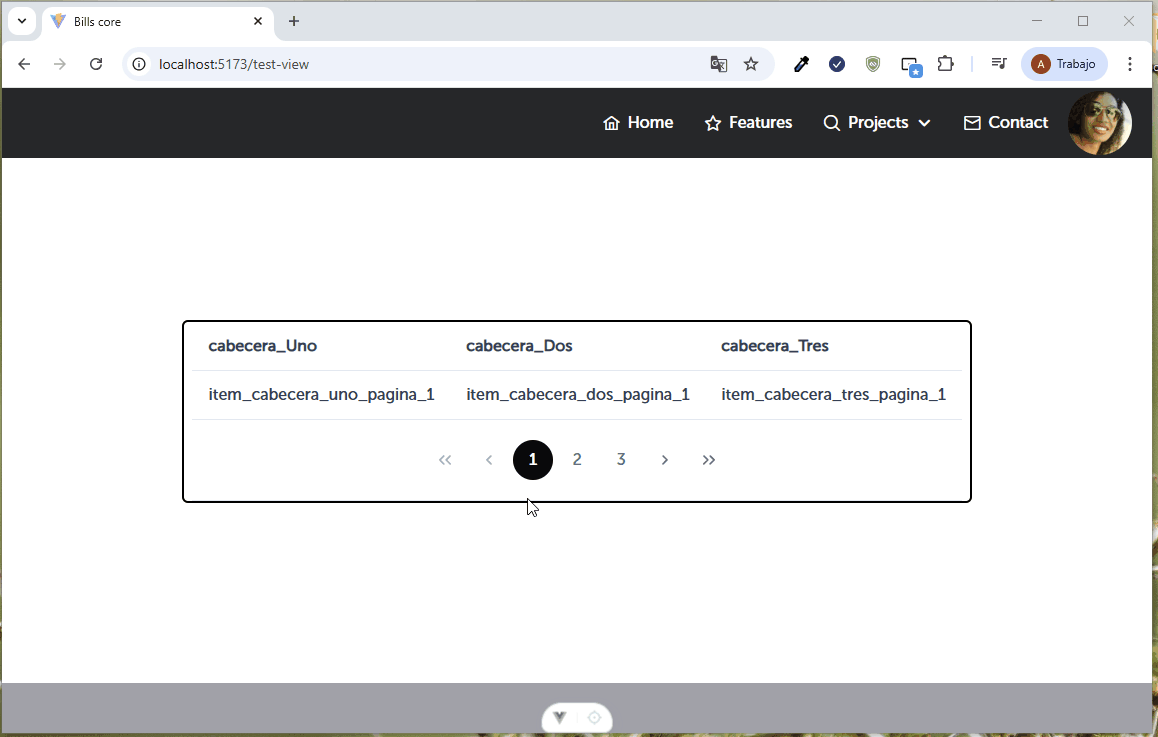 Bills core
localhost:5173/test-view
A Trabajo
Home Features Projects Contact
cabecera_Uno cabecera_Dos cabecera_Tres
item_cabecera_uno_pagina_1 item_cabecera_dos_pagina_1 item_cabecera_tres_pagina_1
1 2 3